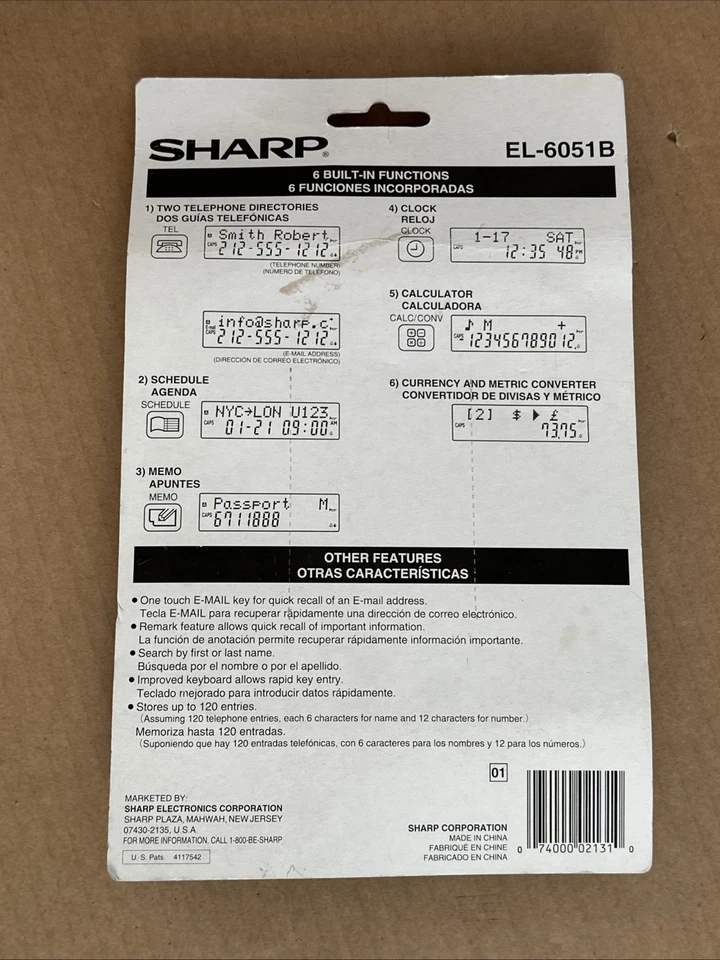 SHARP®
EL-6051B
6 BUILT-IN FUNCTIONS
6 FUNCIONES INCORPORADAS
1) TWO TELEPHONE DIRECTORIES
DOS GUÍAS TELEFÓNICAS
TEL
CAPS
Smith Robert
212-555-1212
(TELEPHONE NUMBER)
(NÚMERO DE TELÉFONO)
E-mail
CAPS
info@sharp.c
212-555-1212
(E-MAIL ADDRESS)
(DIRECCIÓN DE CORREO ELECTRÓNICO)
2) SCHEDULE
AGENDA
SCHEDULE
CAPS
NYC→LON U123
01-21 09:00 AM
3) MEMO
APUNTES
MEMO
CAPS
Passport M
6711888
4) CLOCK
RELOJ
CLOCK
CAPS
1-17 SAT
12:35 48 PM
5) CALCULATOR
CALCULADORA
CALC/CONV
CAPS
♪ M +
123456789012.
6) CURRENCY AND METRIC CONVERTER
CONVERTIDOR DE DIVISAS Y MÉTRICO
CAPS
[2] $ ▶ £
73.75
OTHER FEATURES
OTRAS CARACTERÍSTICAS
● One touch E-MAIL key for quick recall of an E-mail address.
Tecla E-MAIL para recuperar rápidamente una dirección de correo electrónico.
● Remark feature allows quick recall of important information.
La función de anotación permite recuperar rápidamente información importante.
● Search by first or last name.
Búsqueda por el nombre o por el apellido.
● Improved keyboard allows rapid key entry.
Teclado mejorado para introducir datos rápidamente.
● Stores up to 120 entries.
(Assuming 120 telephone entries, each 6 characters for name and 12 characters for number.)
Memoriza hasta 120 entradas.
(Suponiendo que hay 120 entradas telefónicas, con 6 caracteres para los nombres y 12 para los números.)
01
MARKETED BY:
SHARP ELECTRONICS CORPORATION
SHARP PLAZA, MAHWAH, NEW JERSEY
07430-2135, U.S.A.
FOR MORE INFORMATION, CALL 1-800-BE-SHARP
U. S. Pats. 4117542
SHARP CORPORATION
MADE IN CHINA
FABRIQUÉ EN CHINE
FABRICADO EN CHINA
0 74000 02131 0